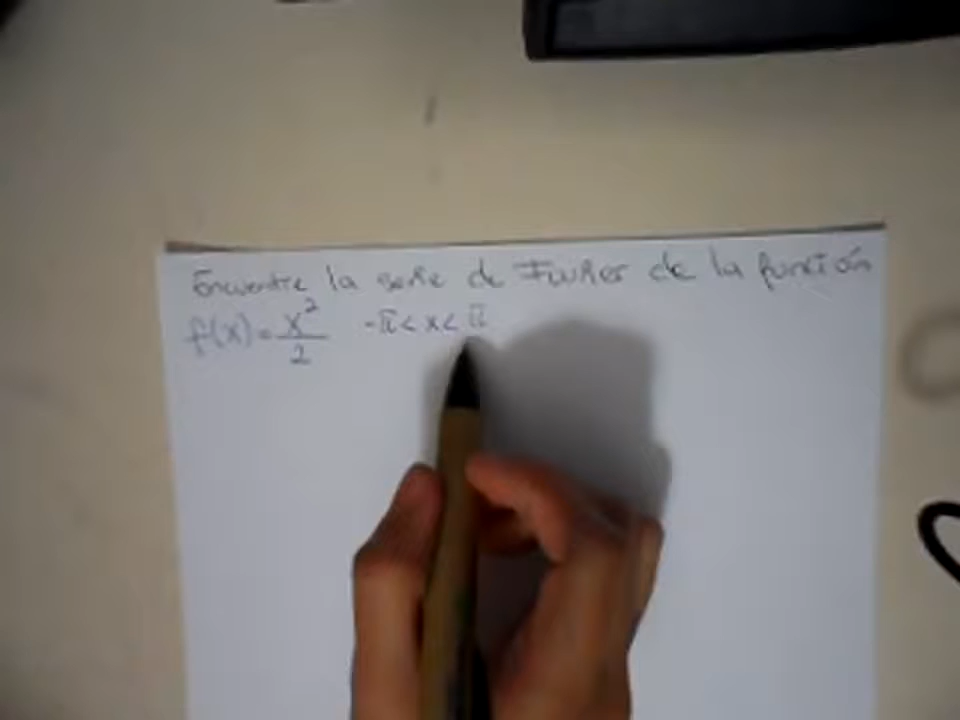 Encuentre la serie de Fourier de la función
f(x) = x²/2 -π < x < π